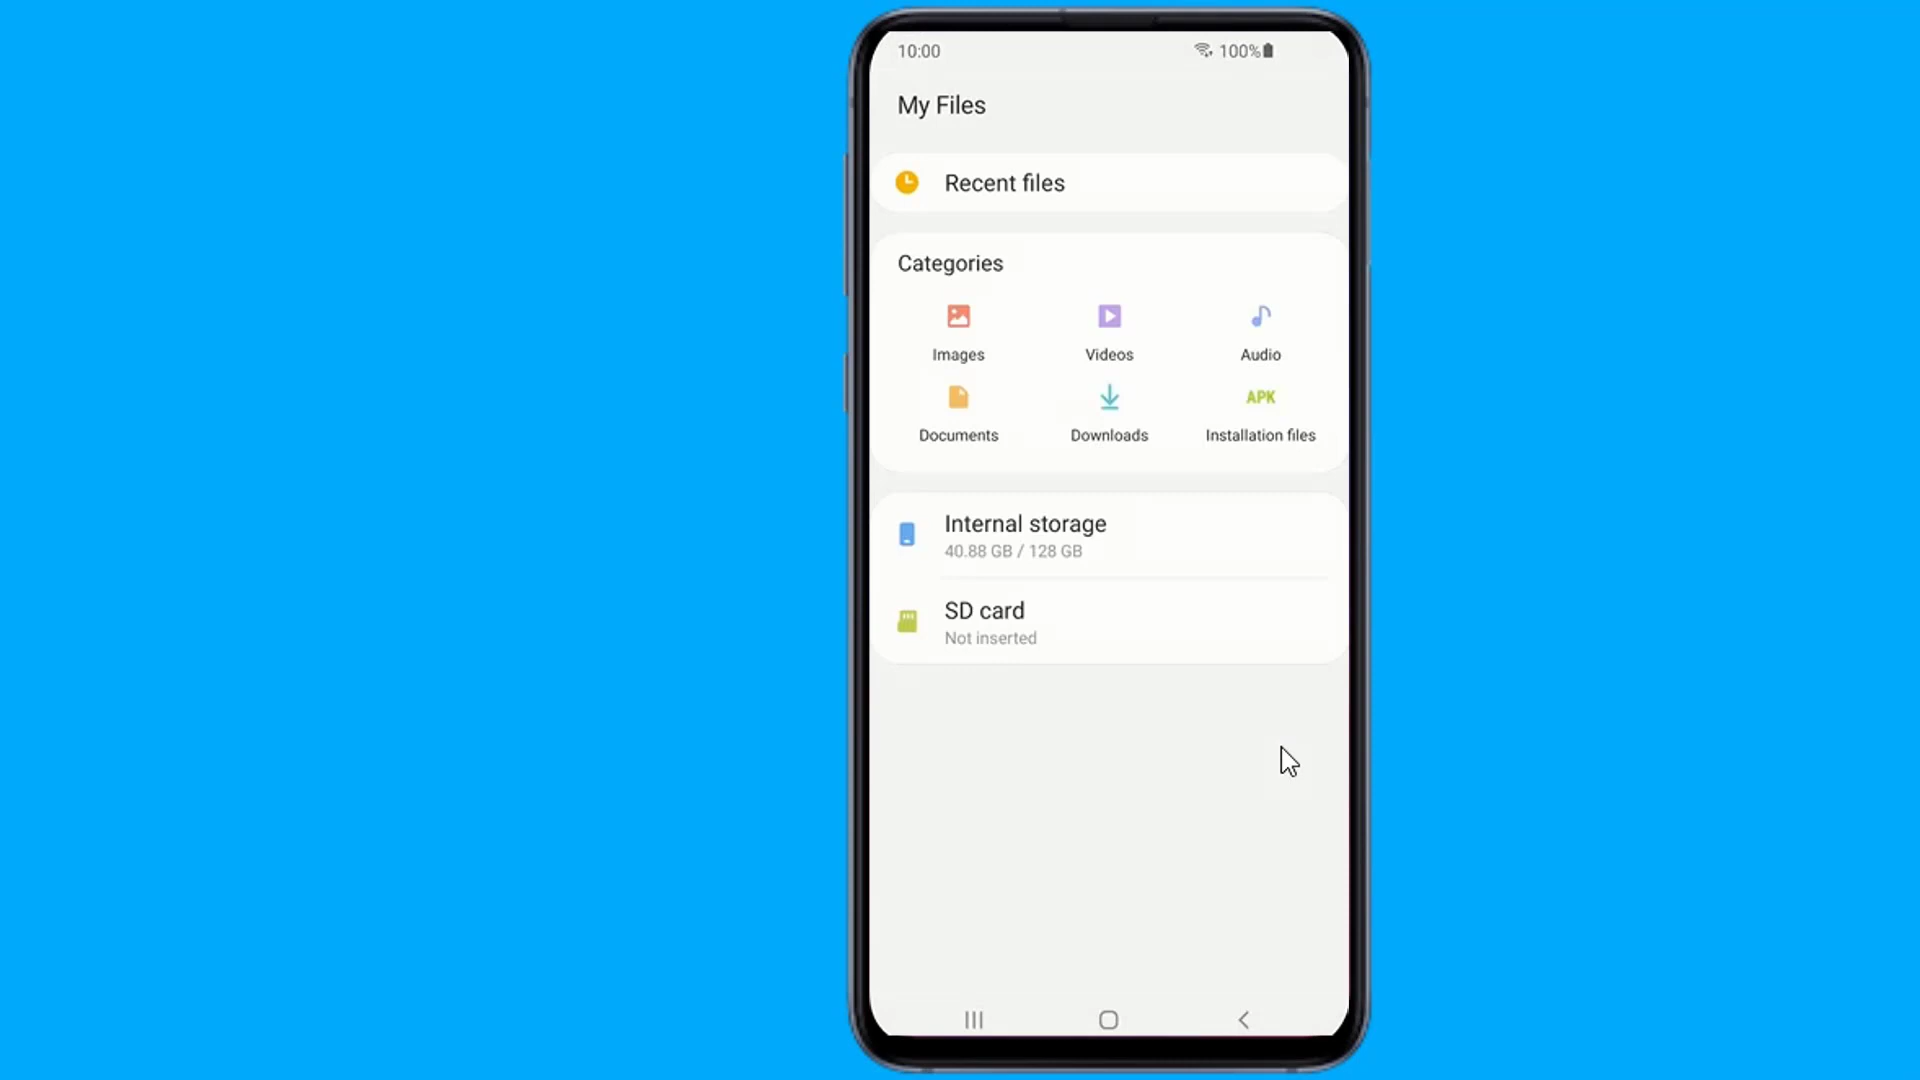 10:00
100%
My Files
Recent files
Categories
Images
Videos
Audio
APK
Documents
Downloads
Installation files
Internal storage
40.88 GB / 128 GB
SD card
Not inserted